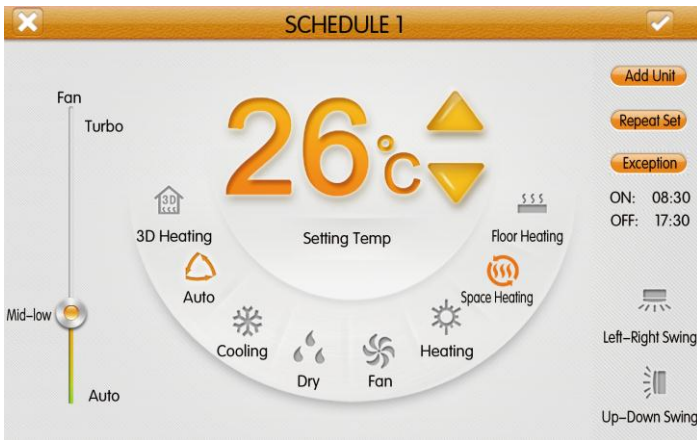 SCHEDULE 1
Fan
Turbo
Mid-low
Auto
26°C
Setting Temp
3D
3D Heating
Auto
Cooling
Dry
Fan
Heating
Space Heating
Floor Heating
Add Unit
Repeat Set
Exception
ON: 08:30
OFF: 17:30
Left-Right Swing
Up-Down Swing